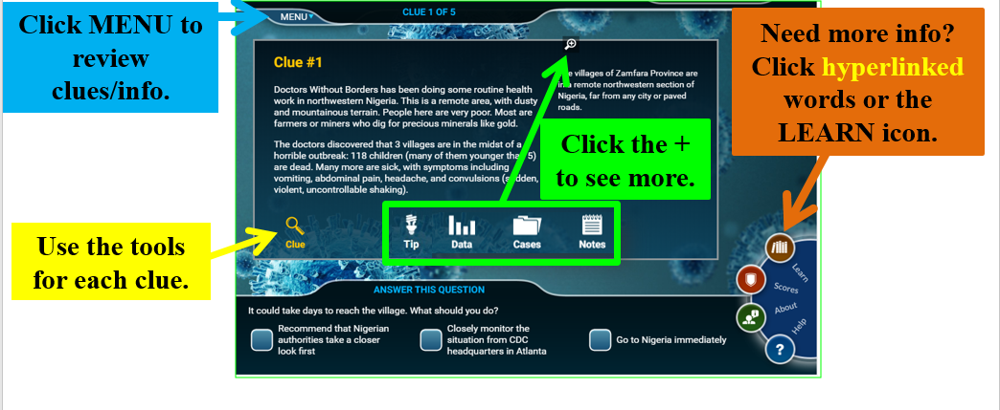 Click MENU to
review
clues/info.
MENU
CLUE 1 OF 5
Need more info?
Click hyperlinked
words or the
LEARN icon.
Clue #1
Doctors Without Borders has been doing some routine health
work in northwestern Nigeria. This is a remote area, with dusty
and mountainous terrain. People here are very poor. Most are
farmers or miners who dig for precious minerals like gold.
The doctors discovered that 3 villages are in the midst of a
horrible outbreak: 118 children (many of them younger than 5)
are dead. Many more are sick, with symptoms including
vomiting, abdominal pain, headache, and convulsions (sudden,
violent, uncontrollable shaking).
villages of Zamfara Province are
in a remote northwestern section of
Nigeria, far from any city or paved
roads.
Click the +
to see more.
Use the tools
for each clue.
Clue
Tip
Data
Cases
Notes
Learn
Scores
About
Help
?
ANSWER THIS QUESTION
It could take days to reach the village. What should you do?
Recommend that Nigerian
authorities take a closer
look first
Closely monitor the
situation from CDC
headquarters in Atlanta
Go to Nigeria immediately